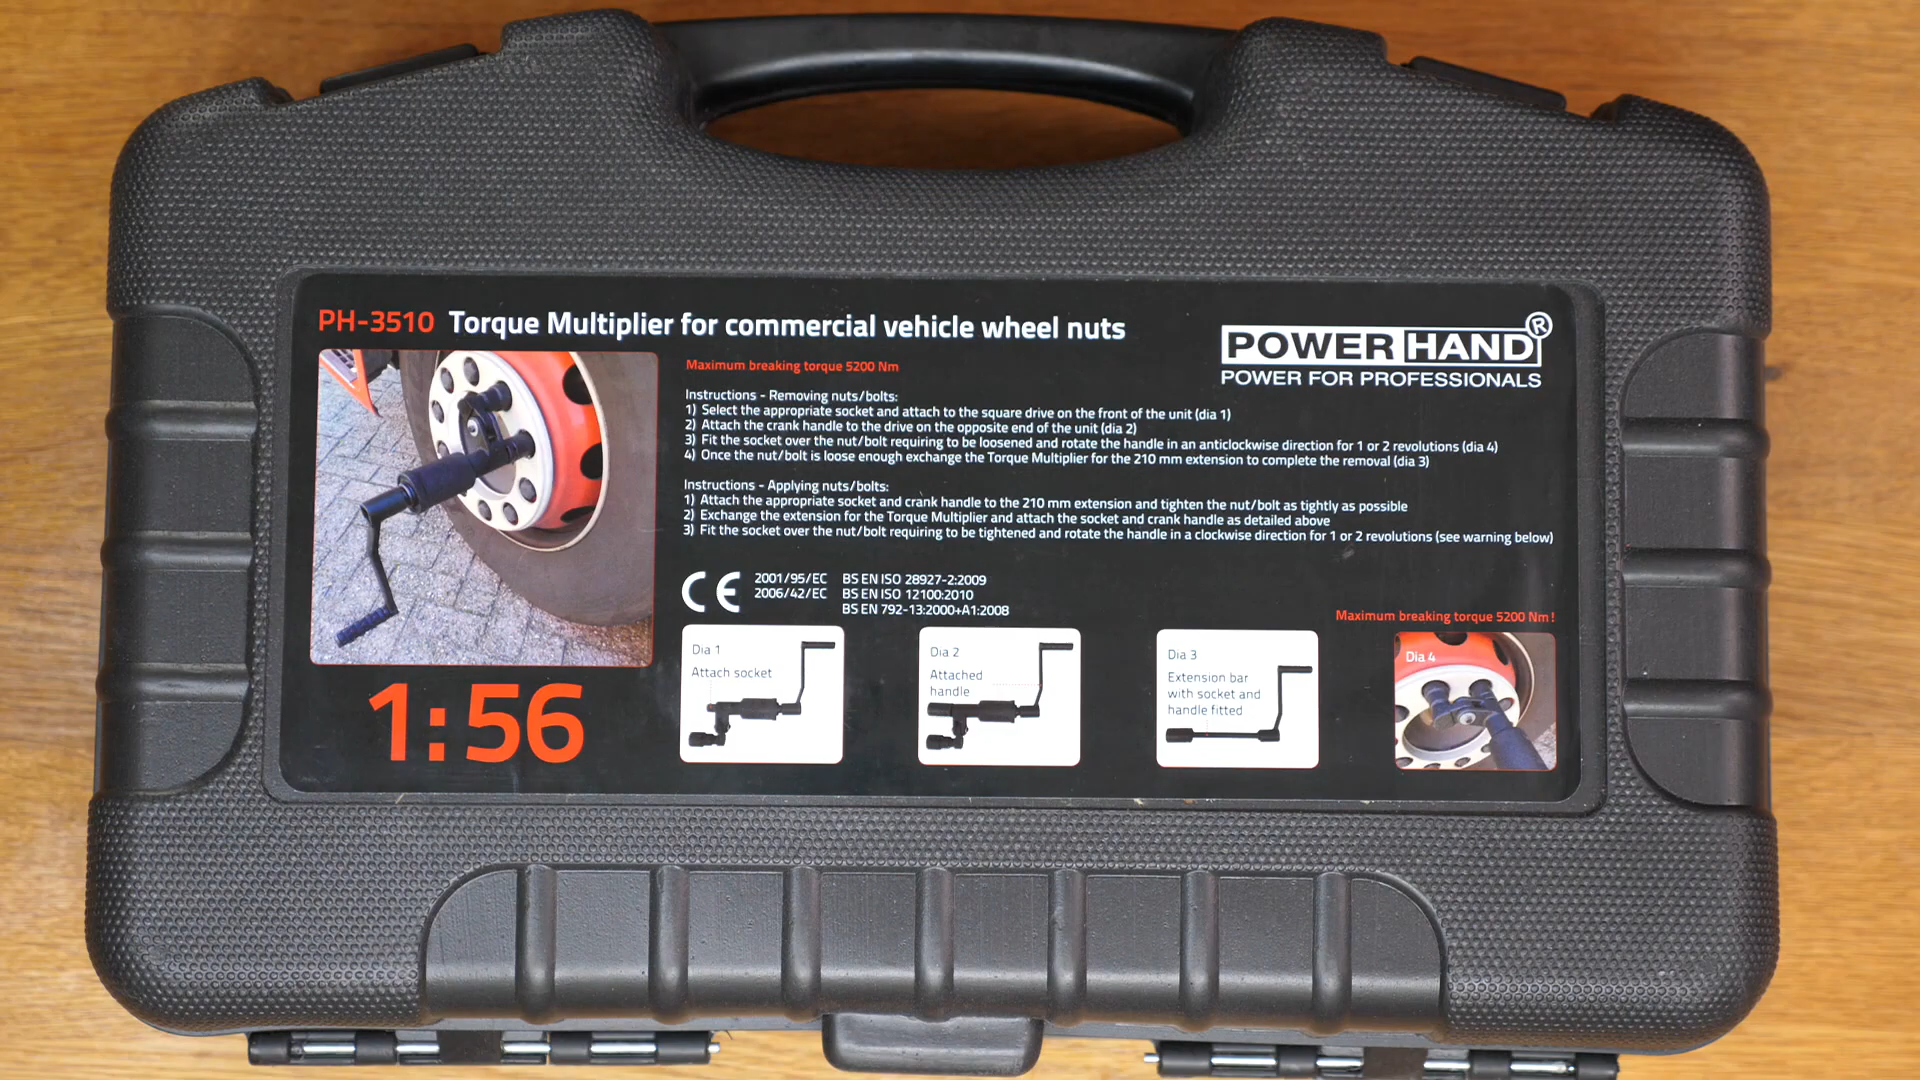 PH-3510 Torque Multiplier for commercial vehicle wheel nuts
POWERHAND®
POWER FOR PROFESSIONALS
Maximum breaking torque 5200 Nm
Instructions - Removing nuts/bolts:
1) Select the appropriate socket and attach to the square drive on the front of the unit (dia 1)
2) Attach the crank handle to the drive on the opposite end of the unit (dia 2)
3) Fit the socket over the nut/bolt requiring to be loosened and rotate the handle in an anticlockwise direction for 1 or 2 revolutions (dia 4)
4) Once the nut/bolt is loose enough exchange the Torque Multiplier for the 210 mm extension to complete the removal (dia 3)
Instructions - Applying nuts/bolts:
1) Attach the appropriate socket and crank handle to the 210 mm extension and tighten the nut/bolt as tightly as possible
2) Exchange the extension for the Torque Multiplier and attach the socket and crank handle as detailed above
3) Fit the socket over the nut/bolt requiring to be tightened and rotate the handle in a clockwise direction for 1 or 2 revolutions (see warning below)
CE
2001/95/EC BS EN ISO 28927-2:2009
2006/42/EC BS EN ISO 12100:2010
BS EN 792-13:2000+A1:2008
Maximum breaking torque 5200 Nm!
1:56
Dia 1
Attach socket
Dia 2
Attached
handle
Dia 3
Extension bar
with socket and
handle fitted
Dia 4